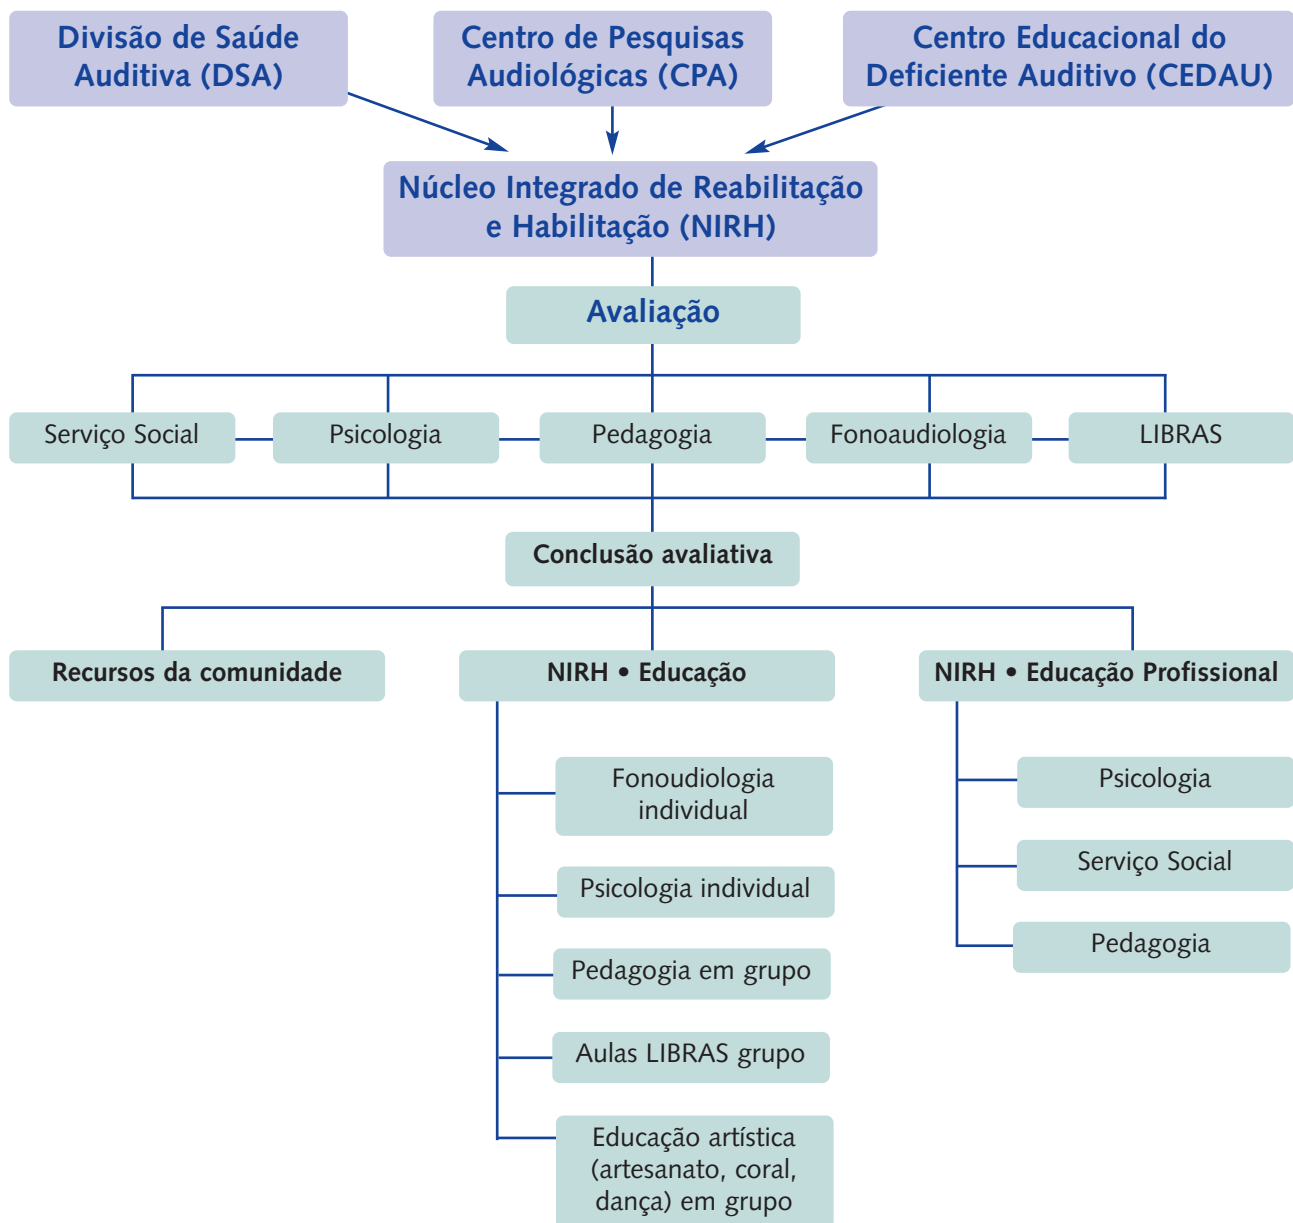 Divisão de Saúde
Auditiva (DSA)
Centro de Pesquisas
Audiológicas (CPA)
Centro Educacional do
Deficiente Auditivo (CEDAU)
Núcleo Integrado de Reabilitação
e Habilitação (NIRH)
Avaliação
Serviço Social
Psicologia
Pedagogia
Fonoaudiologia
LIBRAS
Conclusão avaliativa
Recursos da comunidade
NIRH • Educação
Fonoudiologia
individual
Psicologia individual
Pedagogia em grupo
Aulas LIBRAS grupo
Educação artística
(artesanato, coral,
dança) em grupo
NIRH • Educação Profissional
Psicologia
Serviço Social
Pedagogia